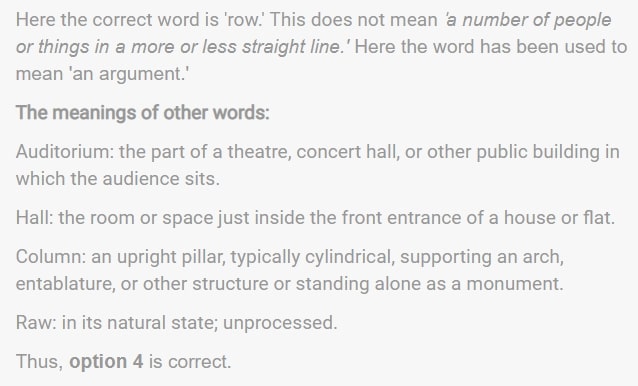 Here the correct word is 'row.' This does not mean 'a number of people
or things in a more or less straight line.' Here the word has been used to
mean 'an argument.'
The meanings of other words:
Auditorium: the part of a theatre, concert hall, or other public building in
which the audience sits.
Hall: the room or space just inside the front entrance of a house or flat.
Column: an upright pillar, typically cylindrical, supporting an arch,
entablature, or other structure or standing alone as a monument.
Raw: in its natural state; unprocessed.
Thus, option 4 is correct.